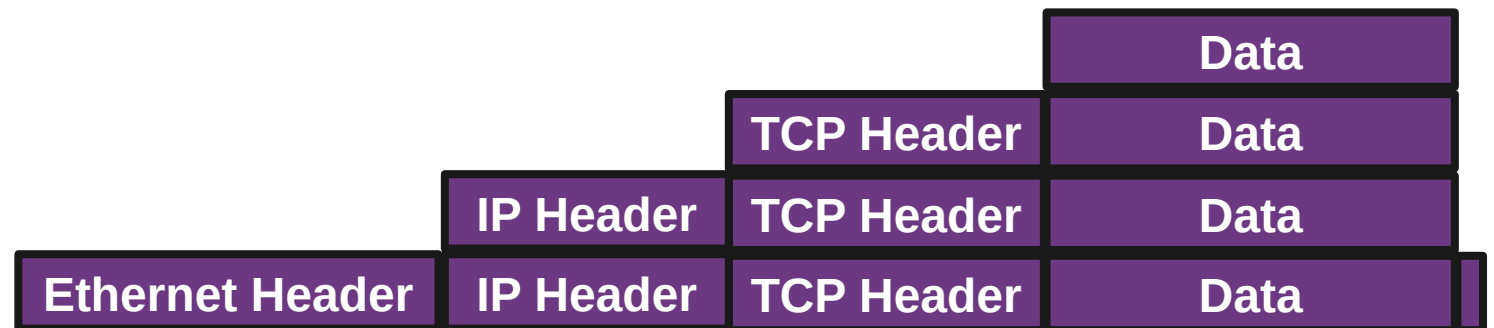 Data
TCP Header Data
IP Header TCP Header Data
Ethernet Header IP Header TCP Header Data